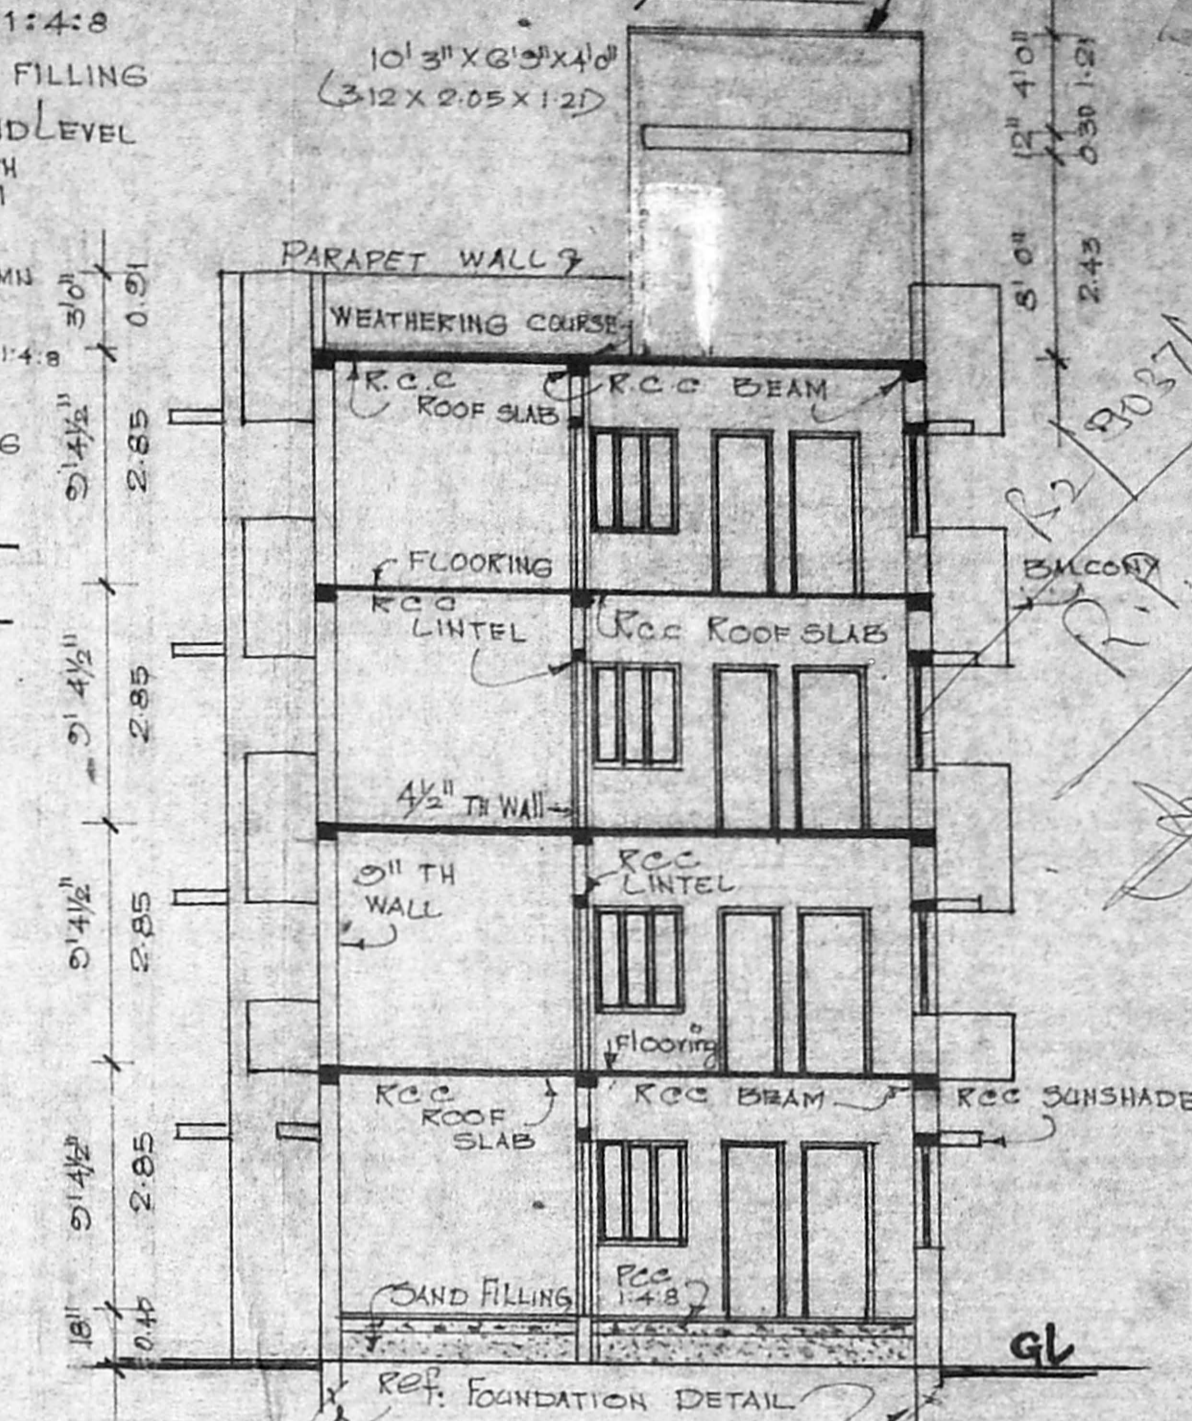 1:4:8
FILLING
LEVEL
10' 3" X 6'9" X 4'0"
(3.12 X 2.05 X 1.21)
4'0" 1.21
12" 0.30
8' 0" 2.43
PARAPET WALL
3'0" 0.91
WEATHERING COURSE
1:4:8
R.C.C
ROOF SLAB
R.C.C BEAM
9'4½" 2.85
FLOORING
BALCONY
RCC
LINTEL
RCC ROOF SLAB
9'4½" 2.85
4½" TH WAll
9" TH
WALL
RCC
LINTEL
9'4½" 2.85
Flooring
RCC
ROOF
SLAB
RCC BEAM
RCC SUNSHADE
9'4½" 2.85
SAND FILLING
PCC
1:4:8
18"
GL
Ref: FOUNDATION DETAIL